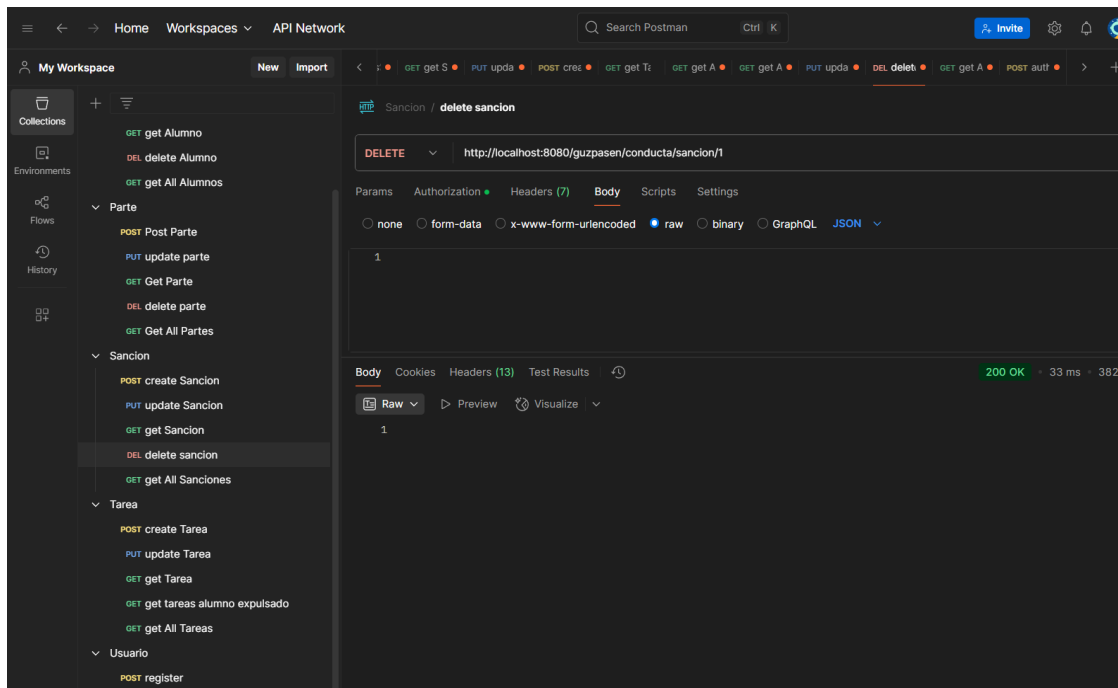 Home Workspaces API Network Search Postman Ctrl K Invite
My Workspace New Import
GET get S PUT upda POST crea GET get Ta GET get A GET get A PUT upda DEL delet GET get A POST auth
Collections
Environments
Flows
History
GET get Alumno
DEL delete Alumno
GET get All Alumnos
Parte
POST Post Parte
PUT update parte
GET Get Parte
DEL delete parte
GET Get All Partes
Sancion
POST create Sancion
PUT update Sancion
GET get Sancion
DEL delete sancion
GET get All Sanciones
Tarea
POST create Tarea
PUT update Tarea
GET get Tarea
GET get tareas alumno expulsado
GET get All Tareas
Usuario
POST register
HTTP Sancion / delete sancion
DELETE http://localhost:8080/guzpasen/conducta/sancion/1
Params Authorization Headers (7) Body Scripts Settings
none form-data x-www-form-urlencoded raw binary GraphQL JSON
1
Body Cookies Headers (13) Test Results 200 OK 33 ms 382
Raw Preview Visualize
1